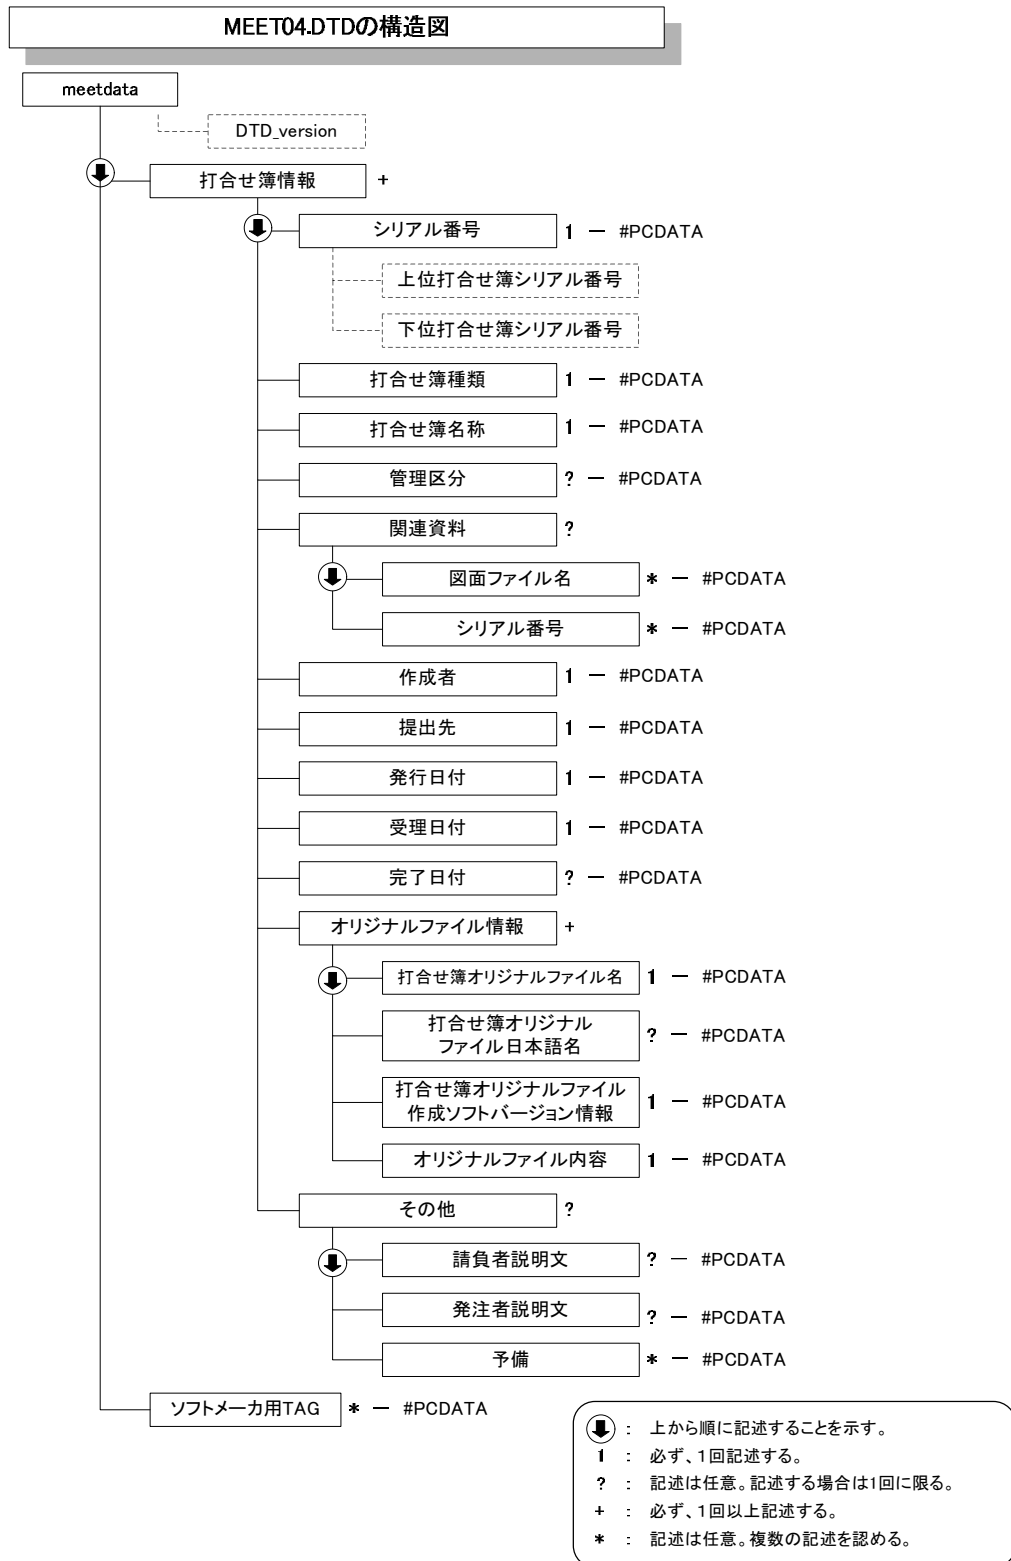 MEET04.DTDの構造図
meetdata
DTD_version
打合せ簿情報 +
シリアル番号 1 － #PCDATA
上位打合せ簿シリアル番号
下位打合せ簿シリアル番号
打合せ簿種類 1 － #PCDATA
打合せ簿名称 1 － #PCDATA
管理区分 ? － #PCDATA
関連資料 ?
図面ファイル名 * － #PCDATA
シリアル番号 * － #PCDATA
作成者 1 － #PCDATA
提出先 1 － #PCDATA
発行日付 1 － #PCDATA
受理日付 1 － #PCDATA
完了日付 ? － #PCDATA
オリジナルファイル情報 +
打合せ簿オリジナルファイル名 1 － #PCDATA
打合せ簿オリジナル
ファイル日本語名 ? － #PCDATA
打合せ簿オリジナルファイル
作成ソフトバージョン情報 1 － #PCDATA
オリジナルファイル内容 1 － #PCDATA
その他 ?
請負者説明文 ? － #PCDATA
発注者説明文 ? － #PCDATA
予備 * － #PCDATA
ソフトメーカ用TAG * － #PCDATA
： 上から順に記述することを示す。
1 ： 必ず、1回記述する。
? ： 記述は任意。記述する場合は1回に限る。
+ ： 必ず、1回以上記述する。
* ： 記述は任意。複数の記述を認める。